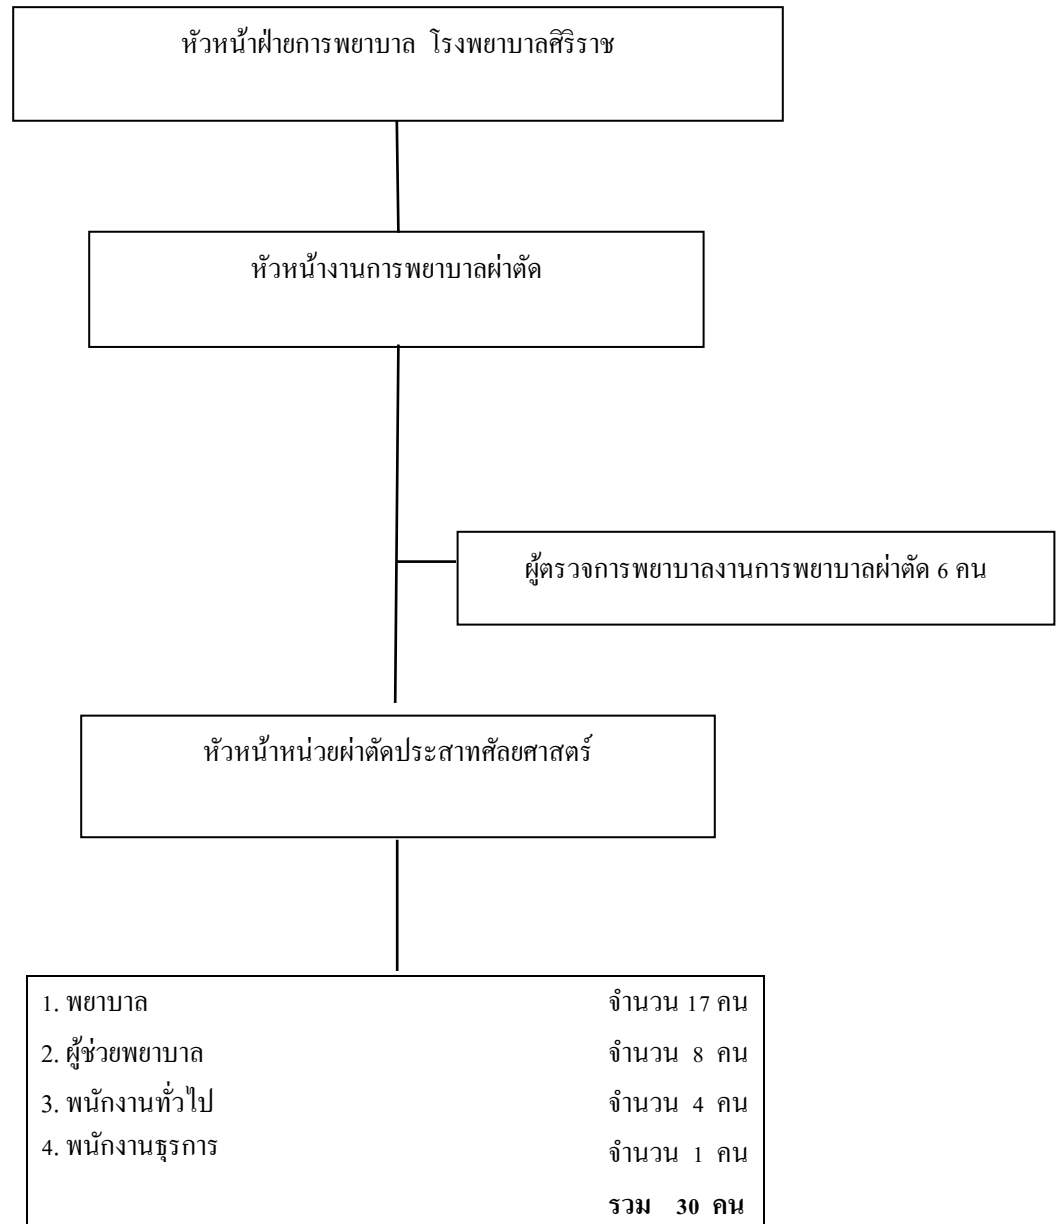 หัวหน้าฝ่ายการพยาบาล โรงพยาบาลศิริราช
หัวหน้างานการพยาบาลผ่าตัด
ผู้ตรวจการพยาบาลงานการพยาบาลผ่าตัด 6 คน
หัวหน้าหน่วยผ่าตัดประสาทศัลยศาสตร์
1. พยาบาล จำนวน 17 คน
2. ผู้ช่วยพยาบาล จำนวน 8 คน
3. พนักงานทั่วไป จำนวน 4 คน
4. พนักงานธุรการ จำนวน 1 คน
รวม 30 คน